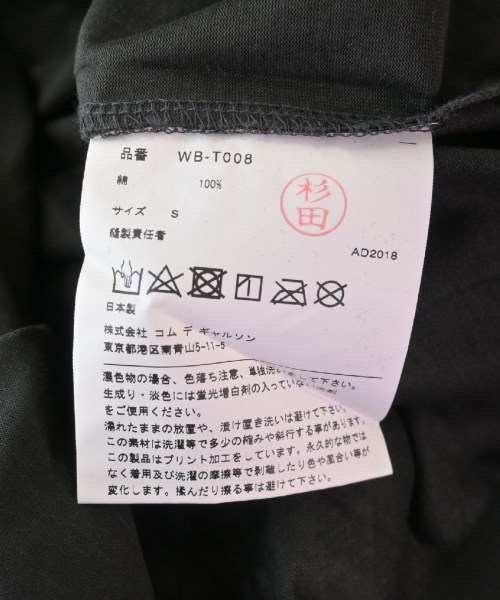 品番 WB-T008
綿 100%
サイズ S
縫製責任者
杉田
AD2018
日本製
株式会社 コム デ ギャルソン
東京都港区南青山5-11-5
濃色物の場合、色落ち注意、単独洗いをして下さい。
生成り・淡色には蛍光増白剤の入っていない
をご使用ください。
濡れたままの放置や、漬け置き洗いは避けて下さい。
この素材は洗濯等で多少の縮みや斜行する事があります。
この製品はプリント加工をしています。永久的な物では
なく着用及び洗濯の摩擦等で剥離したり色や風合い等が
変化します。揉んだり擦る事は避けて下さい。